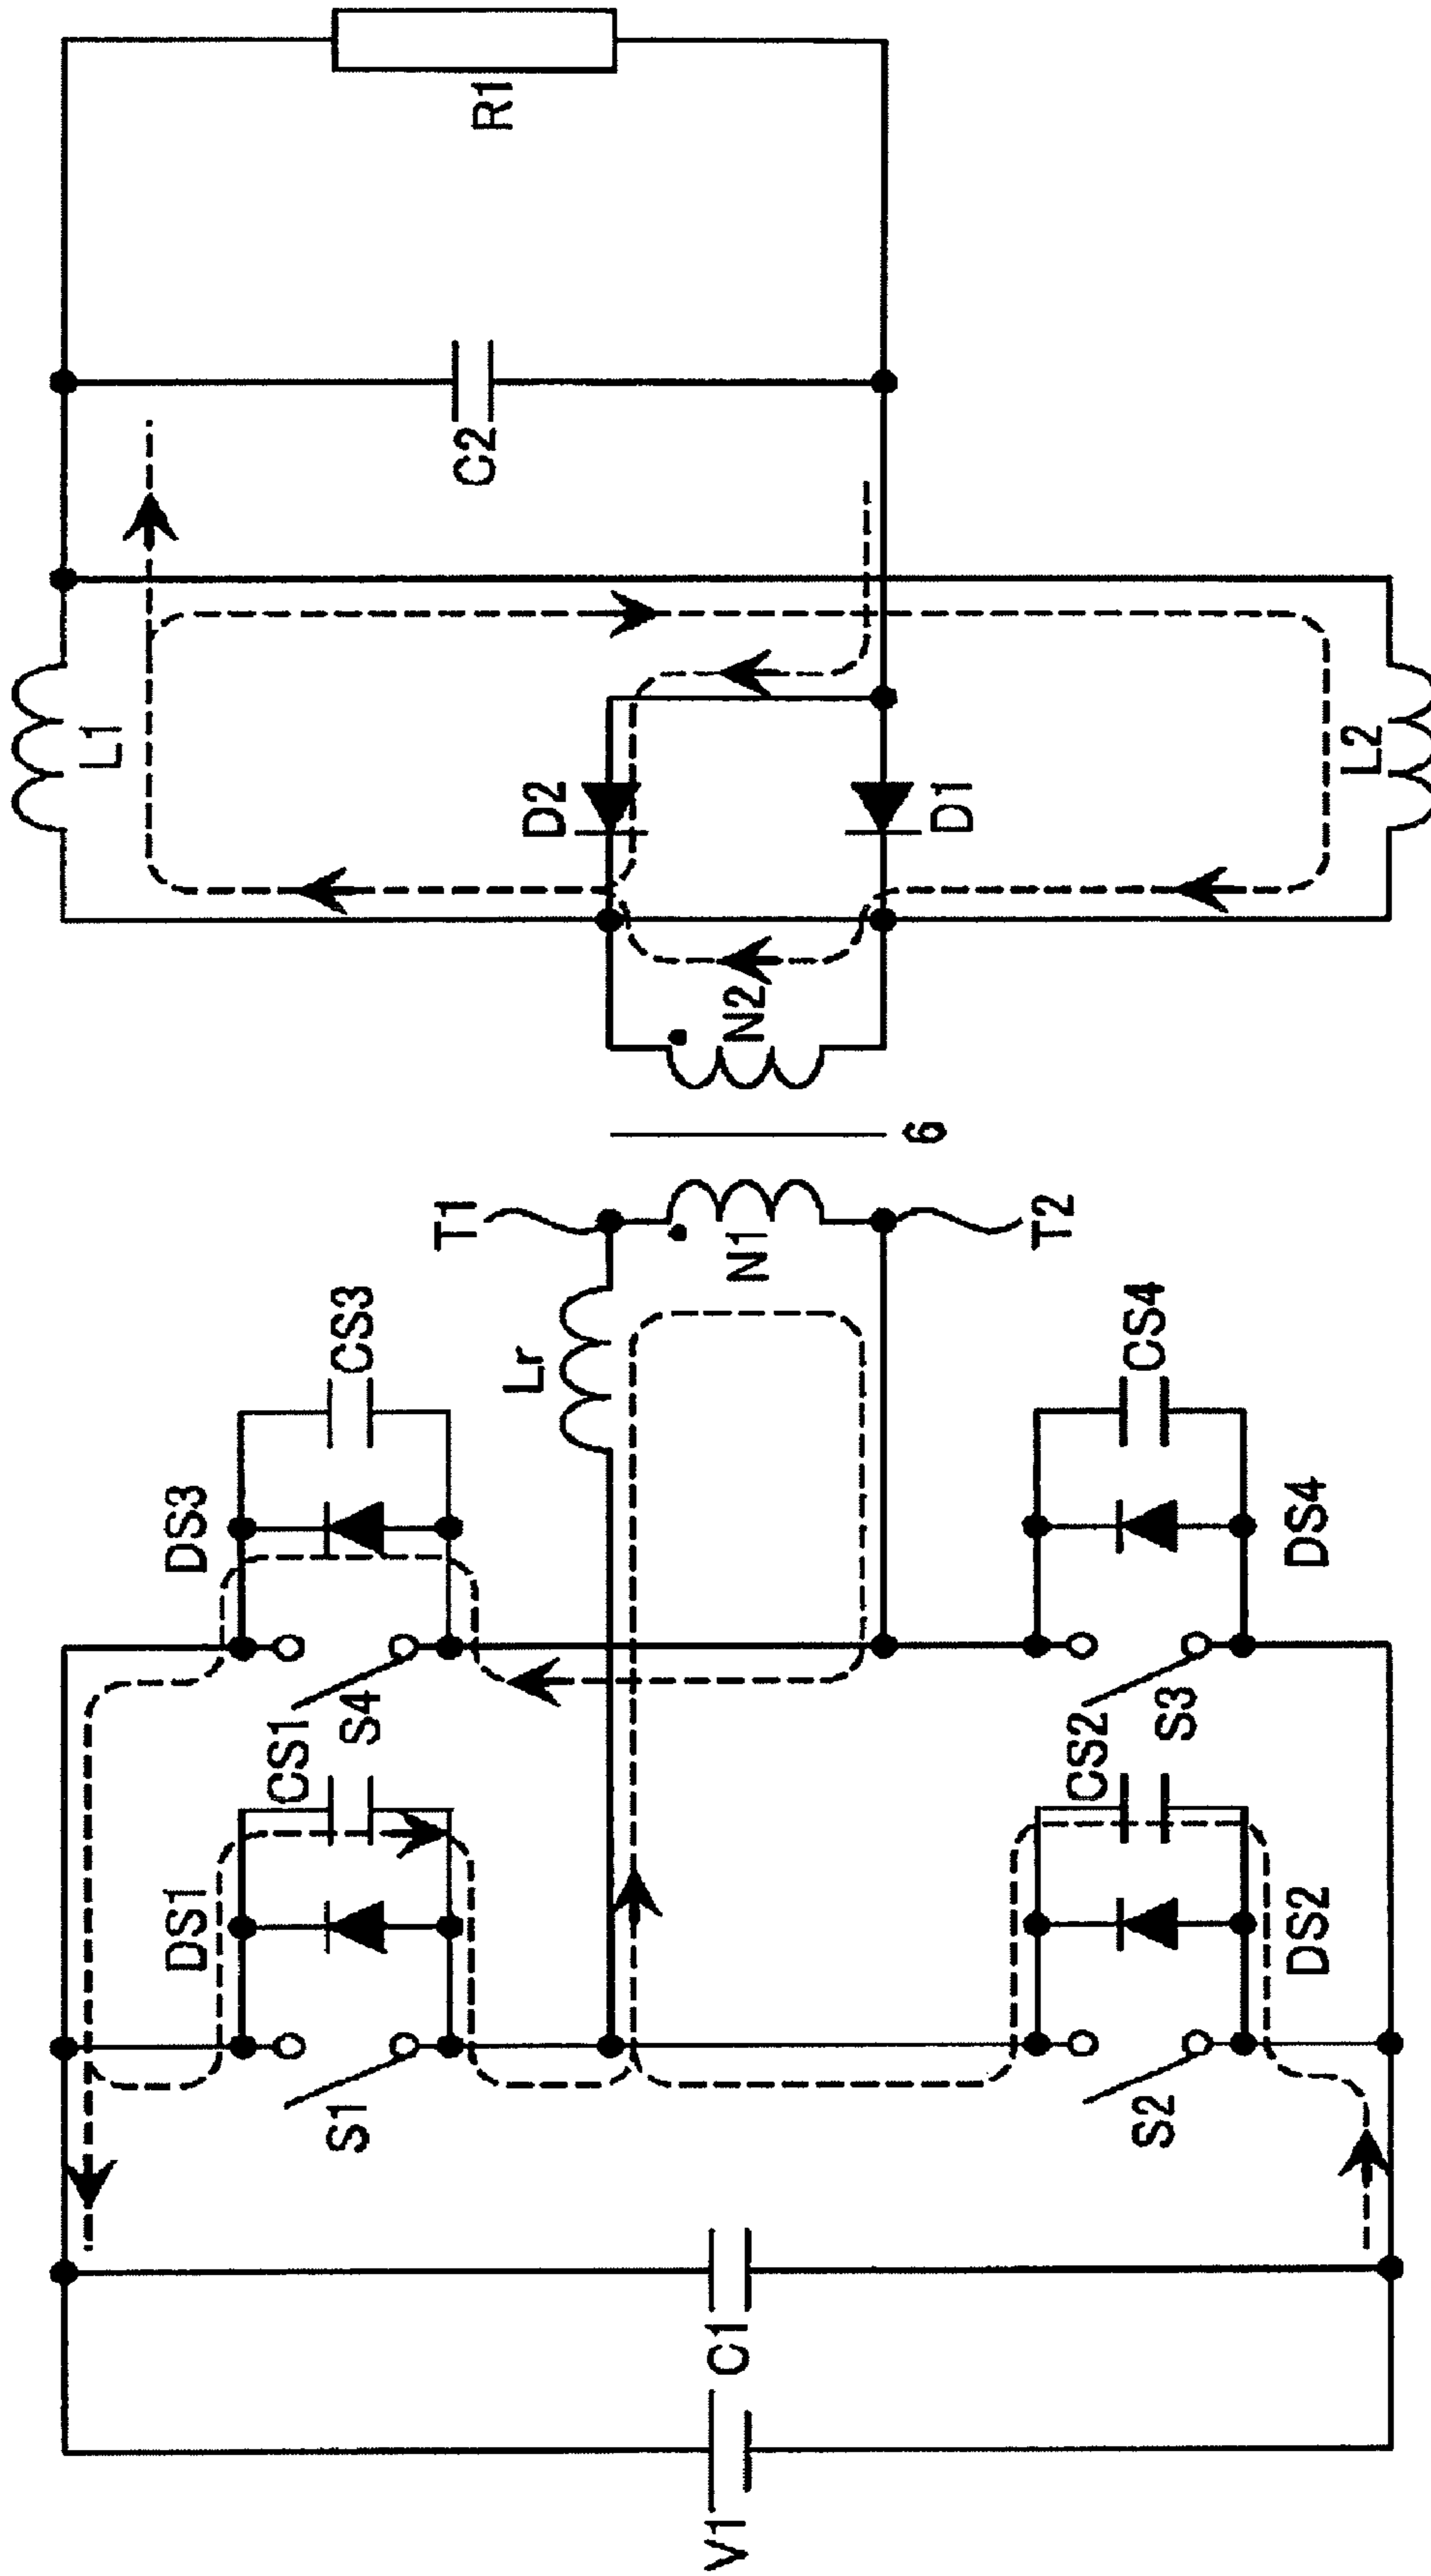 V1
C1
S1
DS1
CS1
S4
DS3
CS3
S2
DS2
CS2
S3
DS4
CS4
Lr
T1
N1
T2
6
N2
L1
D2
D1
L2
C2
R1